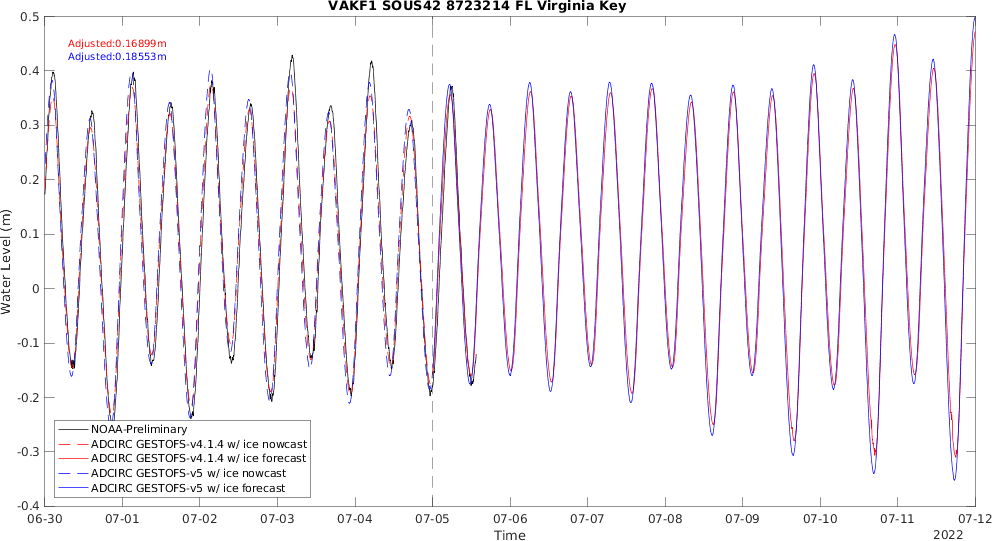 VAKF1 SOUS42 8723214 FL Virginia Key
Adjusted:0.16899m
Adjusted:0.18553m
Water Level (m)
0.5
0.4
0.3
0.2
0.1
0
-0.1
-0.2
-0.3
-0.4
NOAA-Preliminary
ADCIRC GESTOFS-v4.1.4 w/ ice nowcast
ADCIRC GESTOFS-v4.1.4 w/ ice forecast
ADCIRC GESTOFS-v5 w/ ice nowcast
ADCIRC GESTOFS-v5 w/ ice forecast
06-30 07-01 07-02 07-03 07-04 07-05 07-06 07-07 07-08 07-09 07-10 07-11 07-12
Time
2022